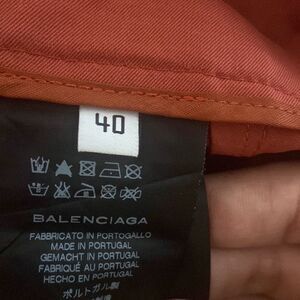 40
BALENCIAGA
FABBRICATO IN PORTOGALLO
MADE IN PORTUGAL
GEMACHT IN PORTUGAL
FABRIQUÉ AU PORTUGAL
HECHO EN PORTUGAL
ポルトガル製